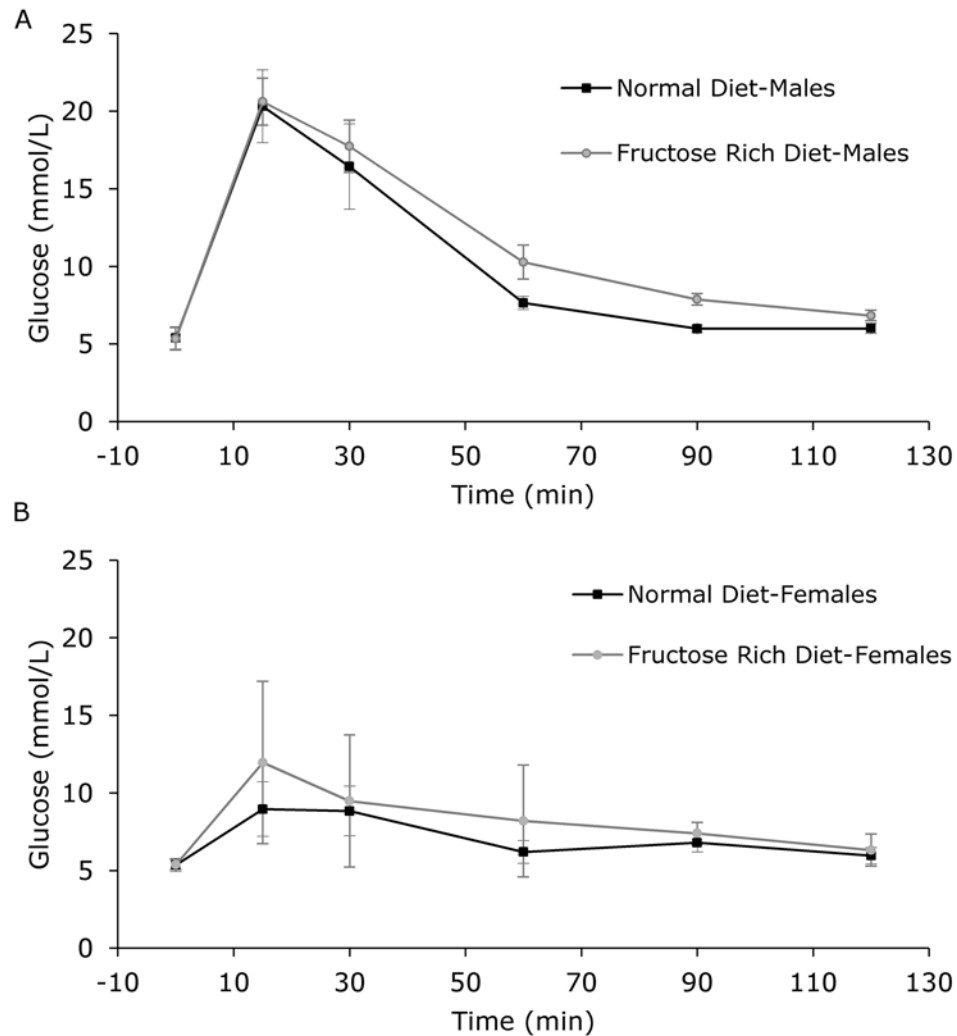 A
25
20
15
10
5
0
Glucose (mmol/L)
Normal Diet-Males
Fructose Rich Diet-Males
-10 10 30 50 70 90 110 130
Time (min)
B
25
20
15
10
5
0
Glucose (mmol/L)
Normal Diet-Females
Fructose Rich Diet-Females
-10 10 30 50 70 90 110 130
Time (min)